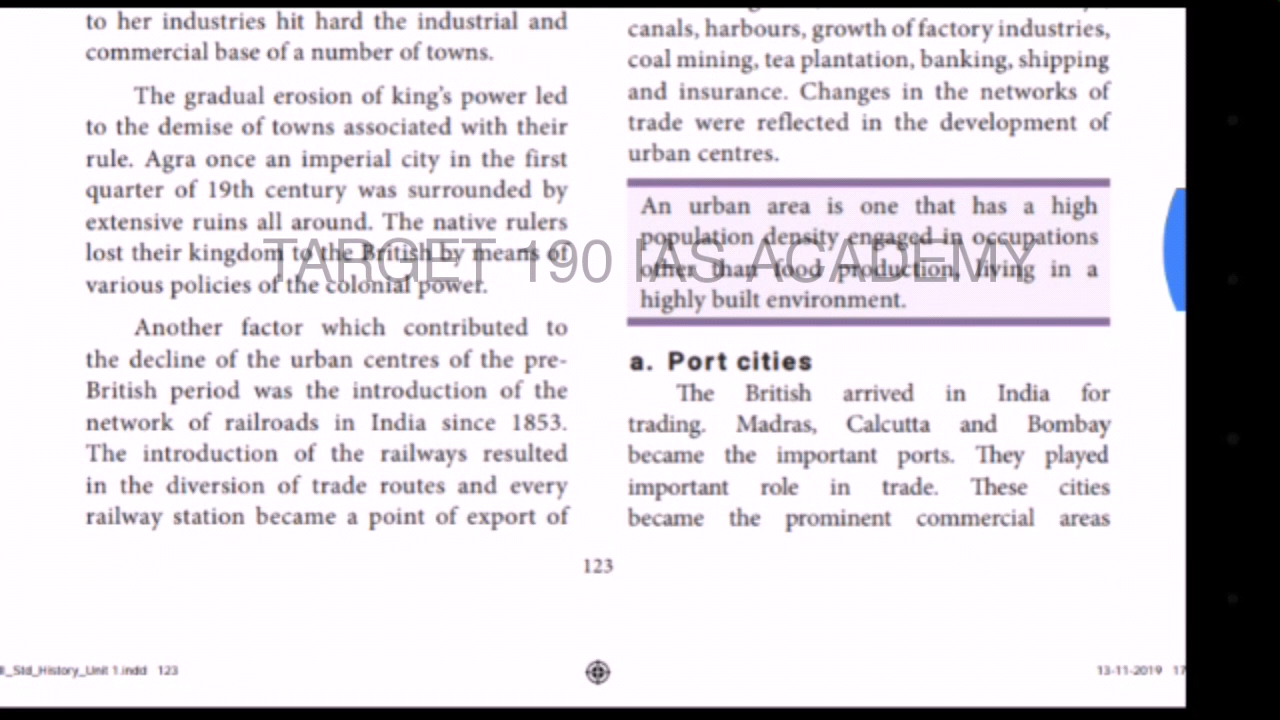 to her industries hit hard the industrial and
commercial base of a number of towns.
The gradual erosion of king's power led
to the demise of towns associated with their
rule. Agra once an imperial city in the first
quarter of 19th century was surrounded by
extensive ruins all around. The native rulers
lost their kingdom to the British by means of
various policies of the colonial power.
Another factor which contributed to
the decline of the urban centres of the pre-
British period was the introduction of the
network of railroads in India since 1853.
The introduction of the railways resulted
in the diversion of trade routes and every
railway station became a point of export of
canals, harbours, growth of factory industries,
coal mining, tea plantation, banking, shipping
and insurance. Changes in the networks of
trade were reflected in the development of
urban centres.
An urban area is one that has a high
population density engaged in occupations
other than food production, living in a
highly built environment.
a. Port cities
The British arrived in India for
trading. Madras, Calcutta and Bombay
became the important ports. They played
important role in trade. These cities
became the prominent commercial areas
TARGET 190 IAS ACADEMY
123
_Std_History_Unit 1.indd 123
13-11-2019 17